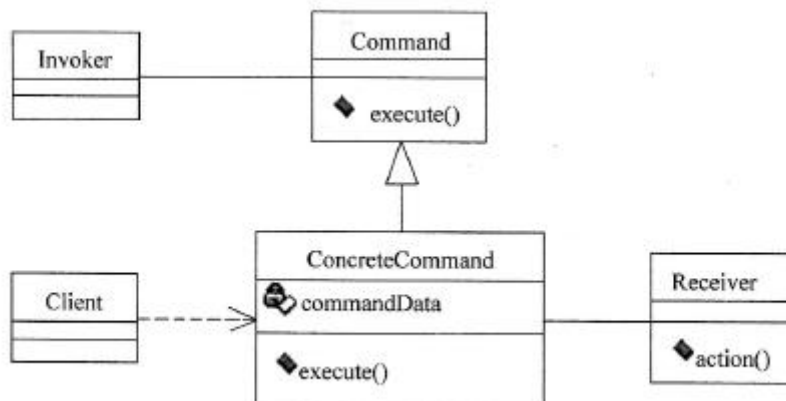 Command
Invoker
execute()
ConcreteCommand
Client
commandData
Receiver
execute()
action()